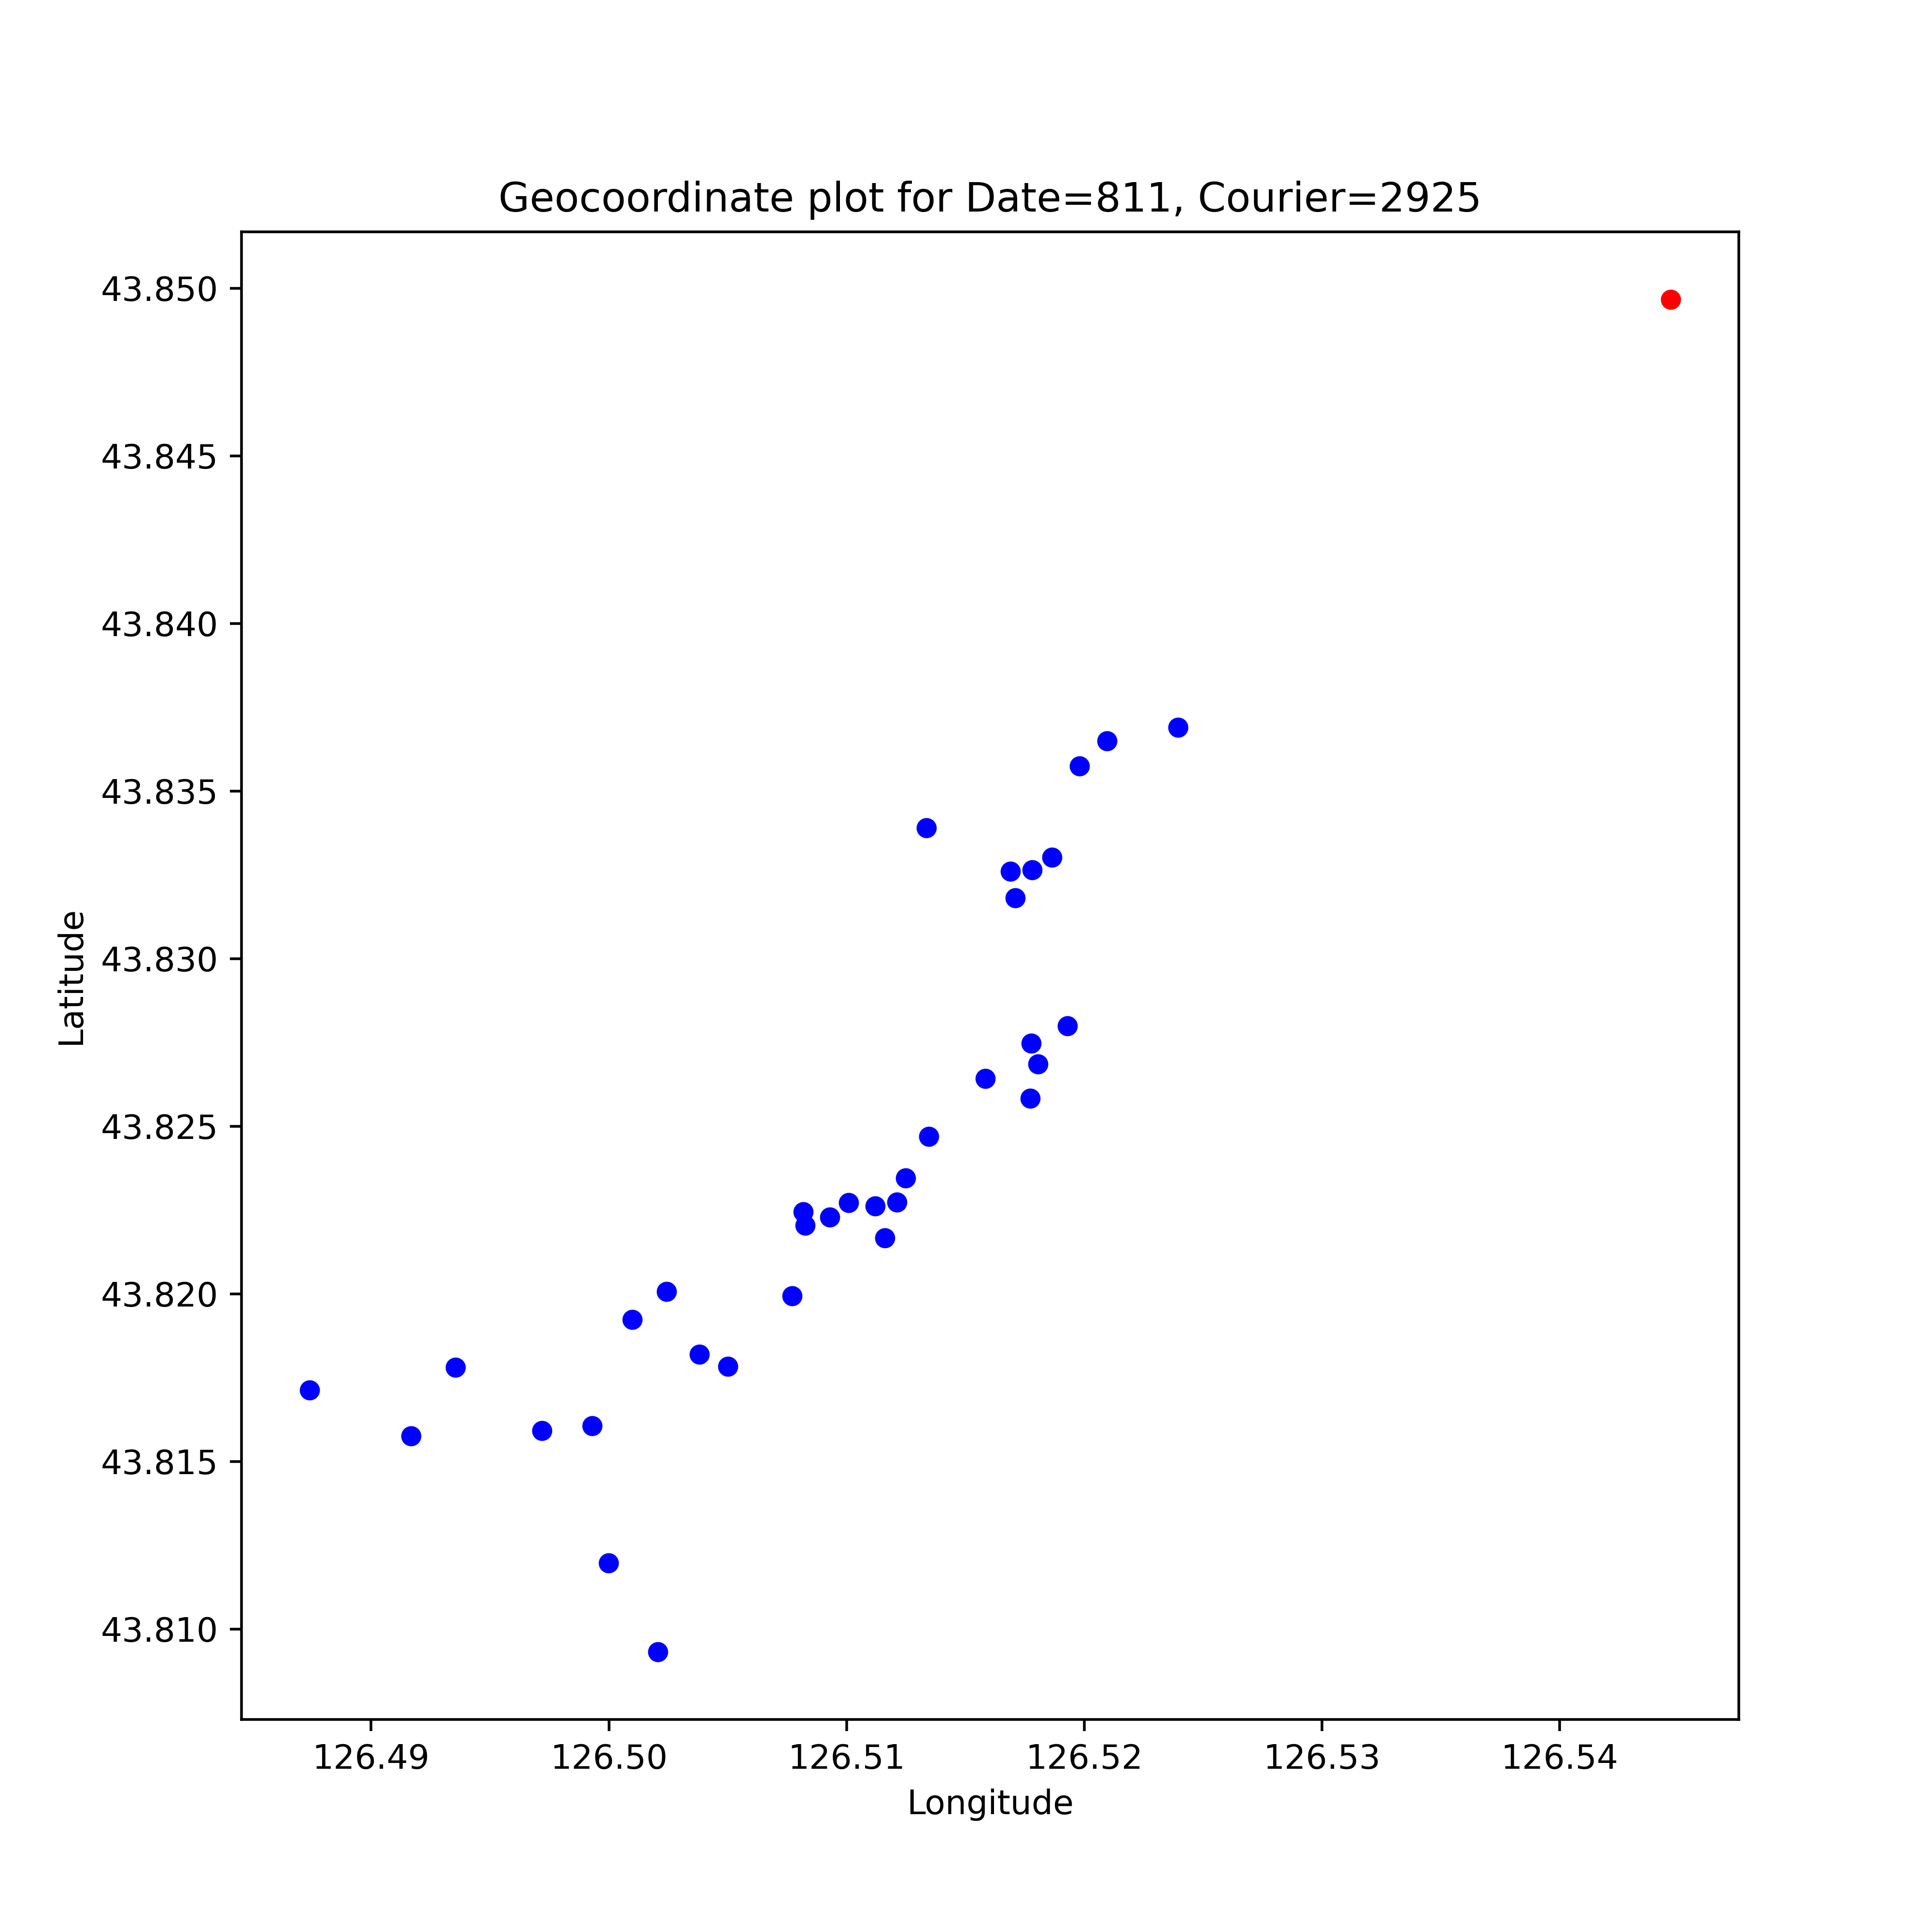 Geocoordinate plot for Date=811, Courier=2925
43.850
43.845
43.840
43.835
43.830
43.825
43.820
43.815
43.810
Latitude
126.49 126.50 126.51 126.52 126.53 126.54
Longitude